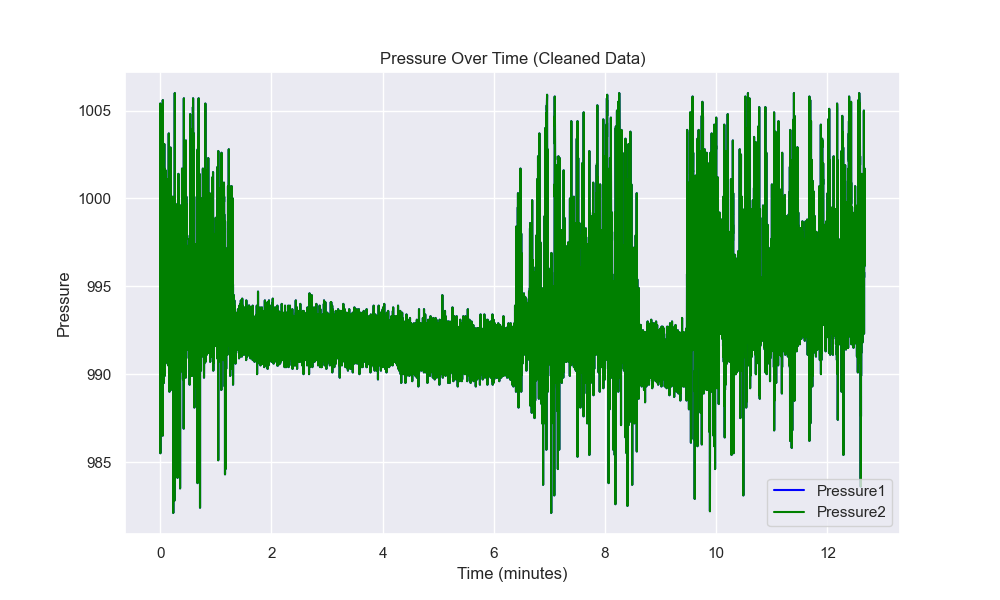 Pressure Over Time (Cleaned Data)
Pressure
1005
1000
995
990
985
0 2 4 6 8 10 12
Time (minutes)
Pressure1
Pressure2